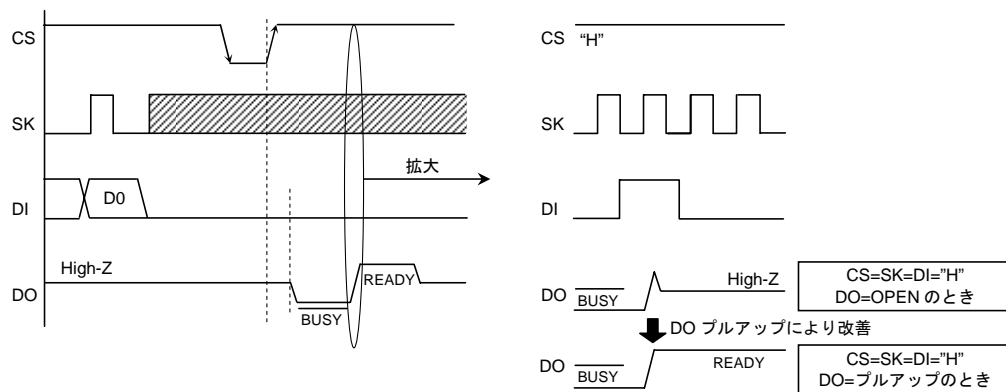 CS
SK
DI
D0
拡大
High-Z
DO
BUSY
READY
CS "H"
SK
DI
DO
BUSY
High-Z
CS=SK=DI="H"
DO=OPEN のとき
DO プルアップにより改善
DO
BUSY
READY
CS=SK=DI="H"
DO=プルアップのとき